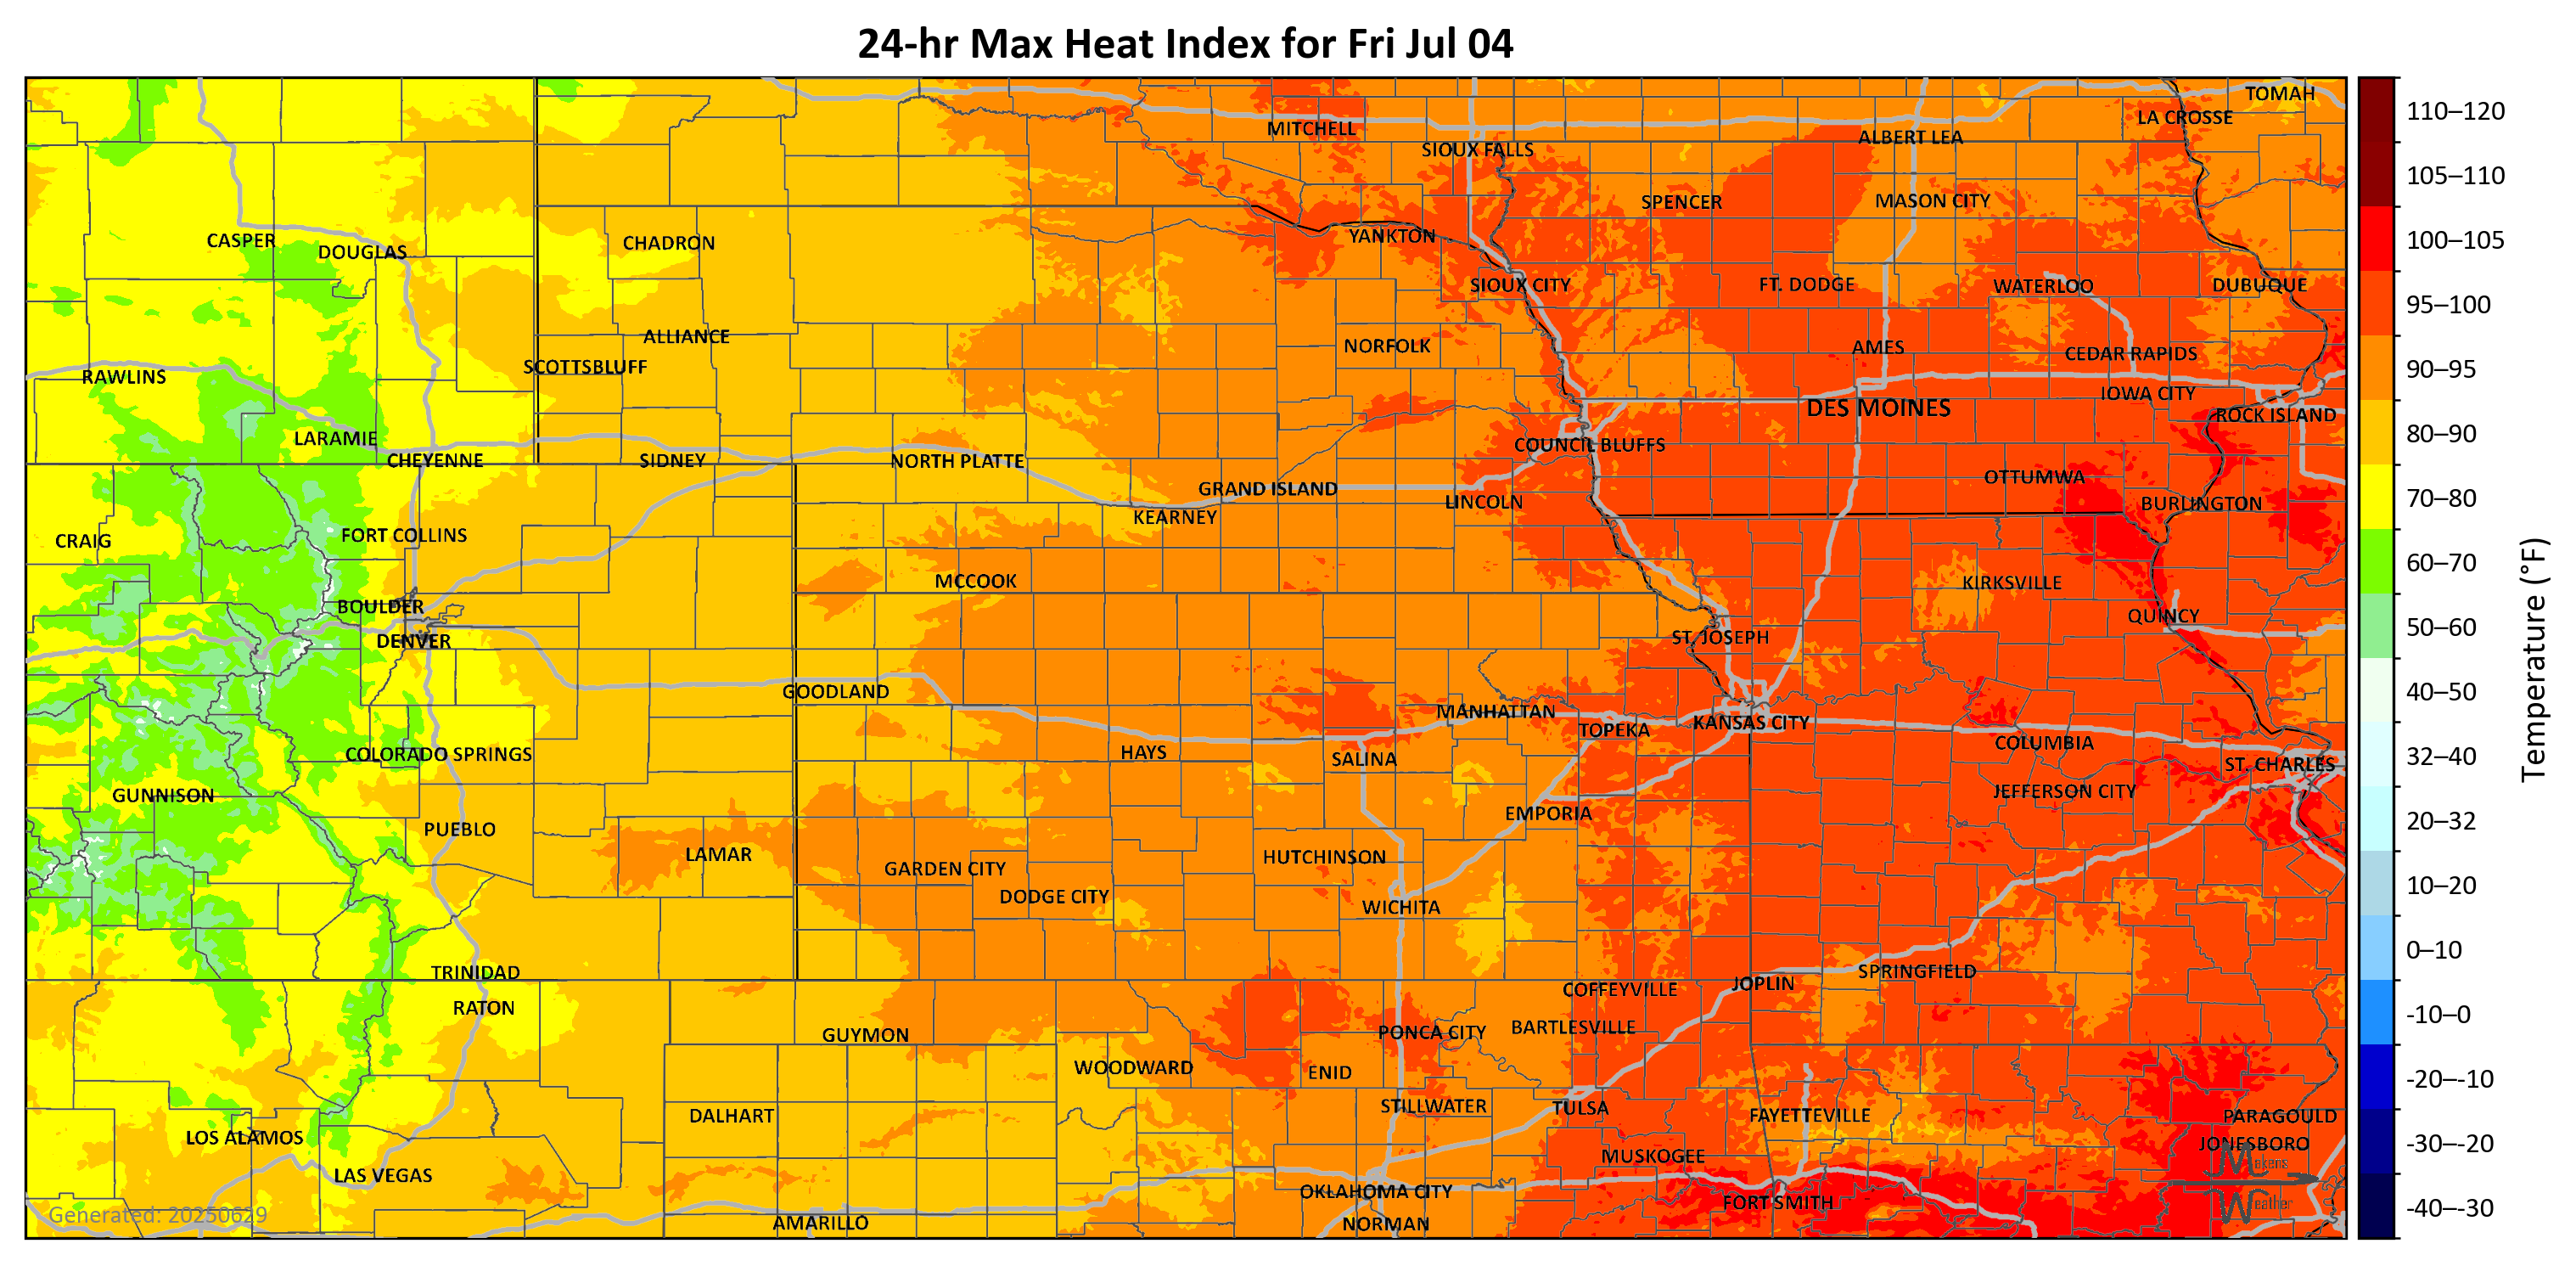 24-hr Max Heat Index for Fri Jul 04
TOMAH
LA CROSSE
MITCHELL
ALBERT LEA
SIOUX FALLS
SPENCER
MASON CITY
YANKTON
CASPER
DOUGLAS
CHADRON
SIOUX CITY
FT. DODGE
WATERLOO
DUBUQUE
ALLIANCE
NORFOLK
AMES
CEDAR RAPIDS
SCOTTSBLUFF
RAWLINS
IOWA CITY
DES MOINES
ROCK ISLAND
LARAMIE
COUNCIL BLUFFS
CHEYENNE
SIDNEY
NORTH PLATTE
OTTUMWA
GRAND ISLAND
LINCOLN
BURLINGTON
KEARNEY
FORT COLLINS
CRAIG
MCCOOK
KIRKSVILLE
BOULDER
QUINCY
DENVER
ST. JOSEPH
GOODLAND
MANHATTAN
KANSAS CITY
TOPEKA
COLUMBIA
COLORADO SPRINGS
HAYS
SALINA
ST. CHARLES
JEFFERSON CITY
GUNNISON
EMPORIA
PUEBLO
LAMAR
HUTCHINSON
GARDEN CITY
DODGE CITY
WICHITA
TRINIDAD
SPRINGFIELD
JOPLIN
COFFEYVILLE
RATON
BARTLESVILLE
PONCA CITY
GUYMON
WOODWARD
ENID
STILLWATER
TULSA
DALHART
FAYETTEVILLE
PARAGOULD
LOS ALAMOS
JONESBORO
MUSKOGEE
LAS VEGAS
OKLAHOMA CITY
FORT SMITH
AMARILLO
NORMAN
Generated: 20250629
Makens
Weather
110–120
105–110
100–105
95–100
90–95
80–90
70–80
60–70
50–60
40–50
32–40
20–32
10–20
0–10
-10–0
-20–-10
-30–-20
-40–-30
Temperature (°F)